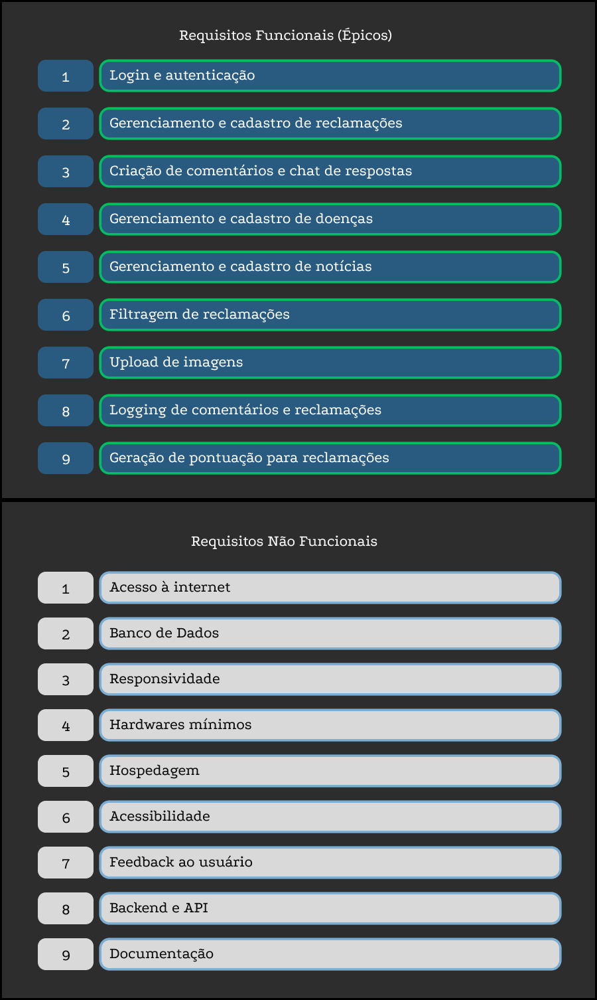 Requisitos Funcionais (Épicos)
1 Login e autenticação
2 Gerenciamento e cadastro de reclamações
3 Criação de comentários e chat de respostas
4 Gerenciamento e cadastro de doenças
5 Gerenciamento e cadastro de notícias
6 Filtragem de reclamações
7 Upload de imagens
8 Logging de comentários e reclamações
9 Geração de pontuação para reclamações
Requisitos Não Funcionais
1 Acesso à internet
2 Banco de Dados
3 Responsividade
4 Hardwares mínimos
5 Hospedagem
6 Acessibilidade
7 Feedback ao usuário
8 Backend e API
9 Documentação